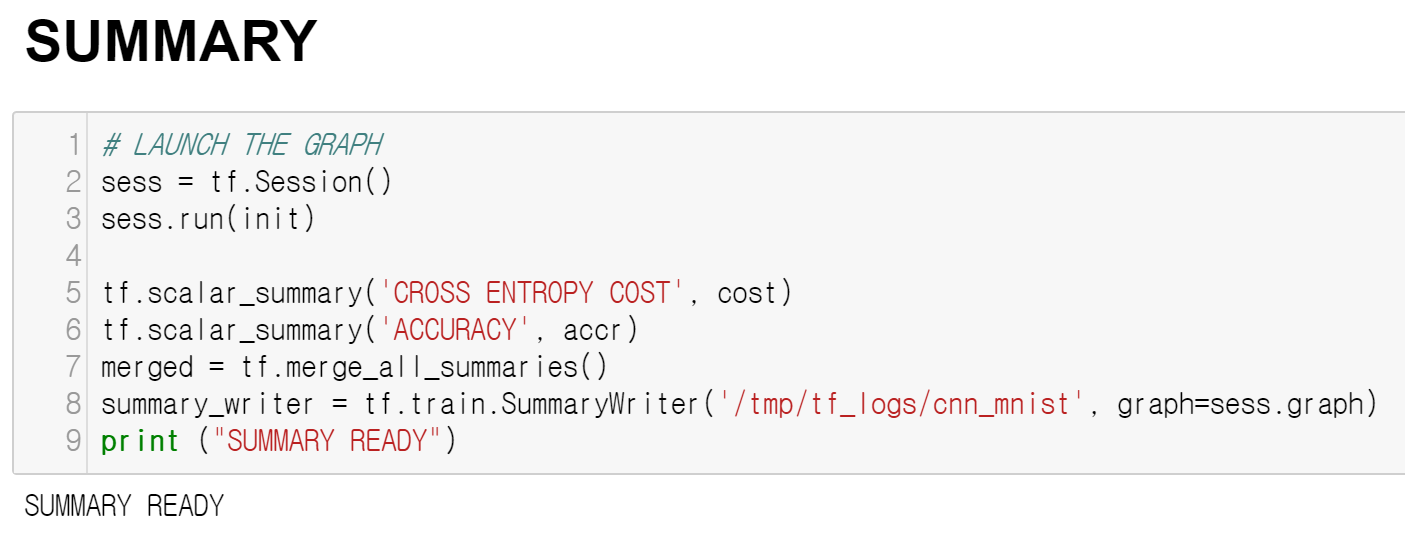 SUMMARY
1 # LAUNCH THE GRAPH
2 sess = tf.Session()
3 sess.run(init)
4
5 tf.scalar_summary('CROSS ENTROPY COST', cost)
6 tf.scalar_summary('ACCURACY', accr)
7 merged = tf.merge_all_summaries()
8 summary_writer = tf.train.SummaryWriter('/tmp/tf_logs/cnn_mnist', graph=sess.graph)
9 print ("SUMMARY READY")
SUMMARY READY